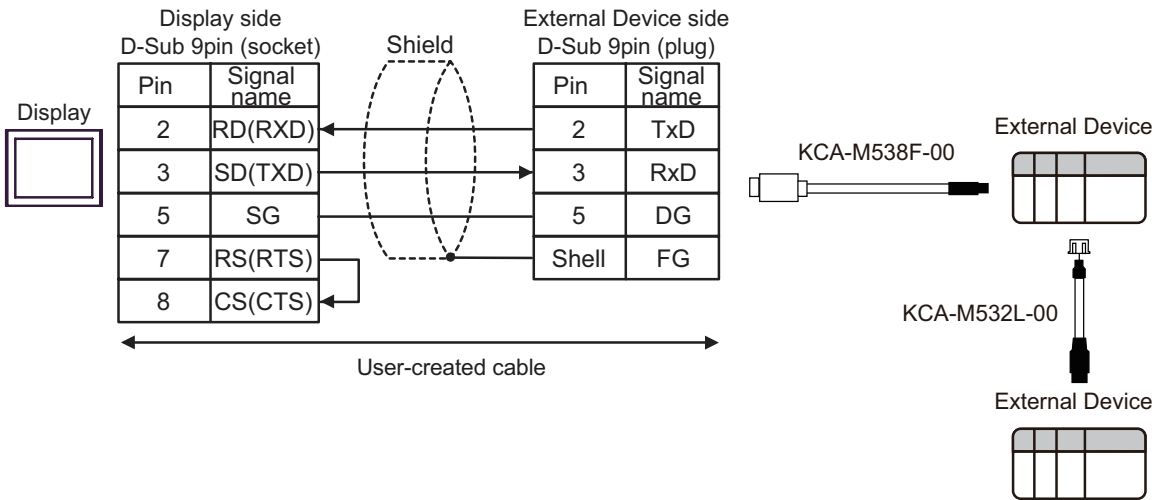 Display side
D-Sub 9pin (socket)
Shield
External Device side
D-Sub 9pin (plug)
Display
Pin Signal name
2 RD(RXD)
3 SD(TXD)
5 SG
7 RS(RTS)
8 CS(CTS)
Pin Signal name
2 TxD
3 RxD
5 DG
Shell FG
User-created cable
KCA-M538F-00
External Device
KCA-M532L-00
External Device